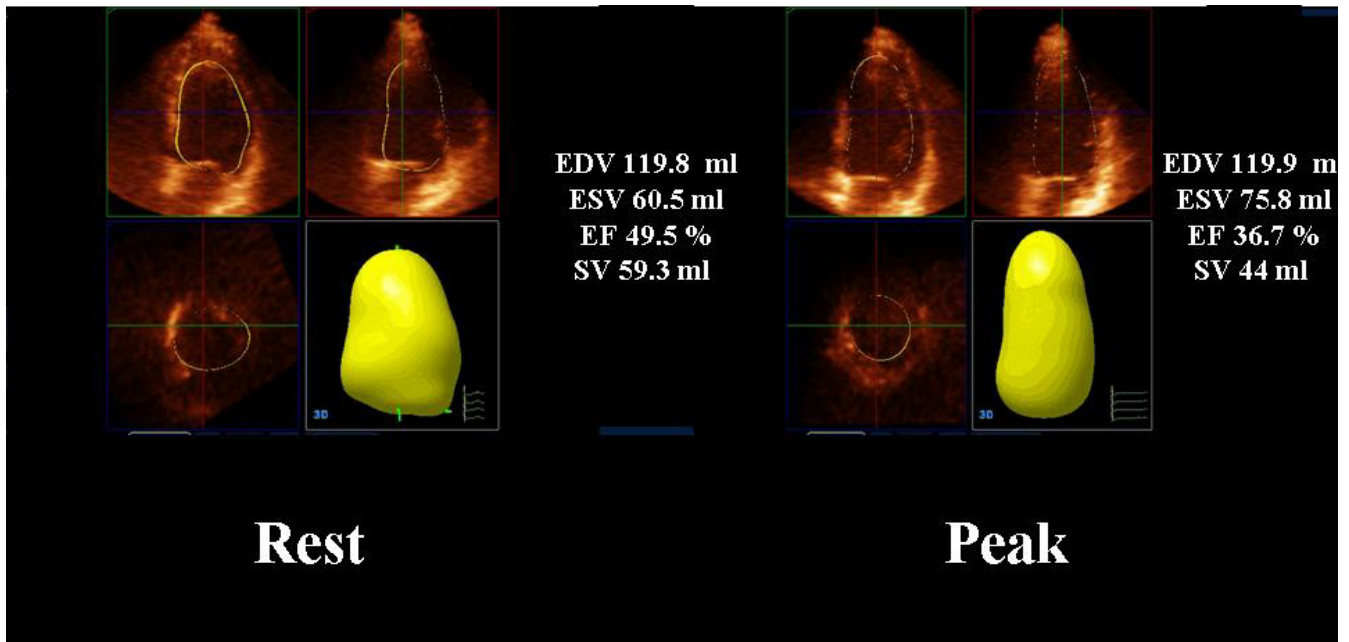 EDV 119.8 ml
ESV 60.5 ml
EF 49.5 %
SV 59.3 ml
3D
EDV 119.9 m
ESV 75.8 ml
EF 36.7 %
SV 44 ml
3D
Rest
Peak